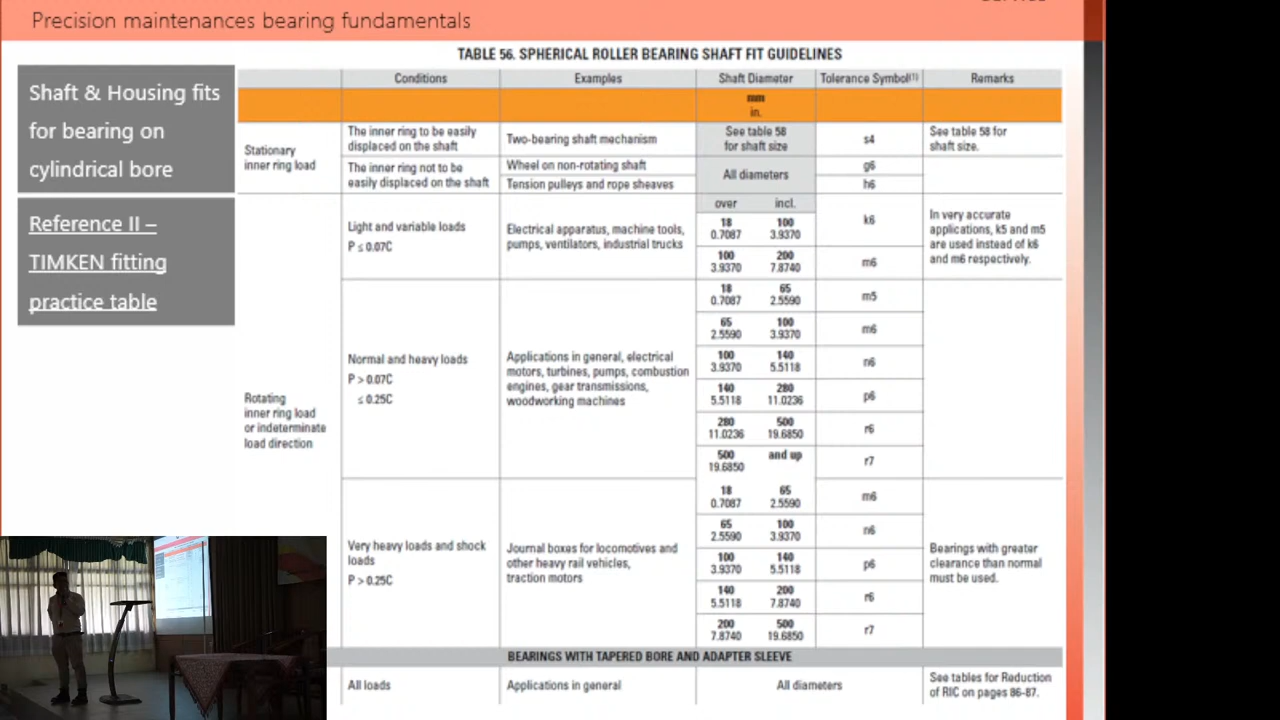 Precision maintenances bearing fundamentals
Shaft & Housing fits
for bearing on
cylindrical bore
Reference II –
TIMKEN fitting
practice table
TABLE 56. SPHERICAL ROLLER BEARING SHAFT FIT GUIDELINES
Conditions Examples Shaft Diameter Tolerance Symbol(1) Remarks
mm
in.
Stationary
inner ring load
The inner ring to be easily
displaced on the shaft
Two-bearing shaft mechanism
See table 58
for shaft size
s4
See table 58 for
shaft size.
The inner ring not to be
easily displaced on the shaft
Wheel on non-rotating shaft
Tension pulleys and rope sheaves
All diameters
g6
h6
Rotating
inner ring load
or indeterminate
load direction
Light and variable loads
P ≤ 0.07C
Electrical apparatus, machine tools,
pumps, ventilators, industrial trucks
over incl.
18 100
0.7087 3.9370
k6
100 200
3.9370 7.8740
m6
In very accurate
applications, k5 and m5
are used instead of k6
and m6 respectively.
Normal and heavy loads
P > 0.07C
≤ 0.25C
Applications in general, electrical
motors, turbines, pumps, combustion
engines, gear transmissions,
woodworking machines
18 65
0.7087 2.5590
m5
65 100
2.5590 3.9370
m6
100 140
3.9370 5.5118
n6
140 280
5.5118 11.0236
p6
280 500
11.0236 19.6850
r6
500 and up
19.6850
r7
Very heavy loads and shock
loads
P > 0.25C
Journal boxes for locomotives and
other heavy rail vehicles,
traction motors
18 65
0.7087 2.5590
m6
65 100
2.5590 3.9370
n6
100 140
3.9370 5.5118
p6
140 200
5.5118 7.8740
r6
200 500
7.8740 19.6850
r7
Bearings with greater
clearance than normal
must be used.
BEARINGS WITH TAPERED BORE AND ADAPTER SLEEVE
All loads Applications in general All diameters
See tables for Reduction
of RIC on pages 86-87.